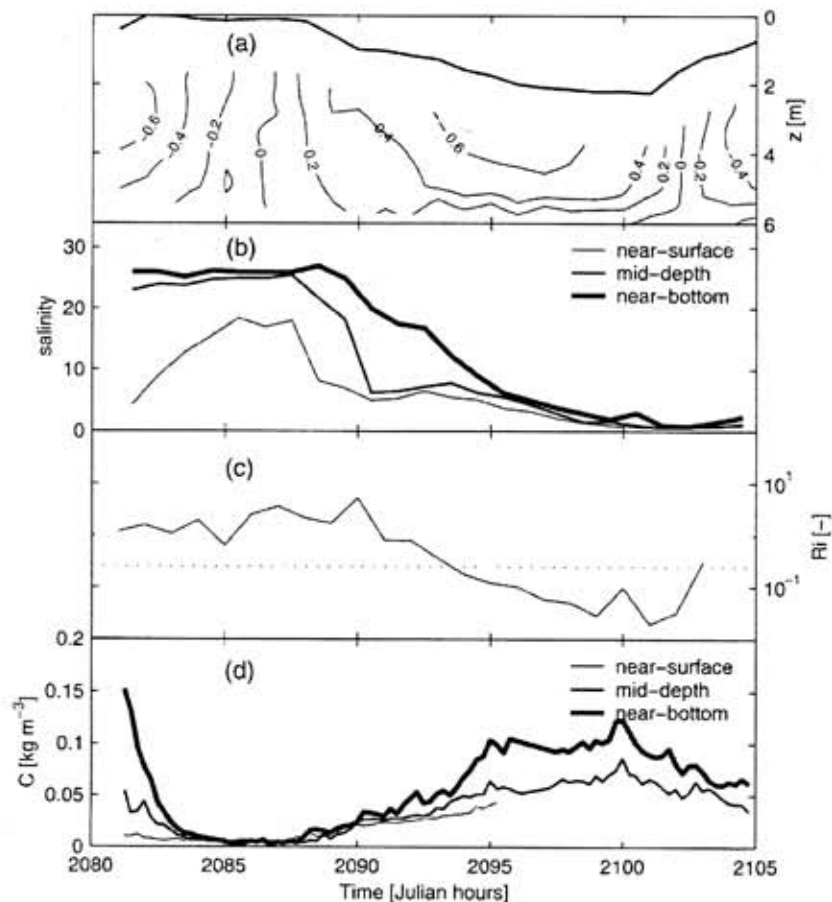 (a)
0
2
4
6
z [m]
-0.6
-0.4
-0.2
0
0.2
0.4
-0.6
0.4
0.2
0
-0.2
-0.4
(b)
30
20
10
0
salinity
near-surface
mid-depth
near-bottom
(c)
10¹
10⁻¹
Ri [-]
(d)
0.2
0.15
0.1
0.05
0
C [kg m⁻³]
near-surface
mid-depth
near-bottom
2080 2085 2090 2095 2100 2105
Time [Julian hours]